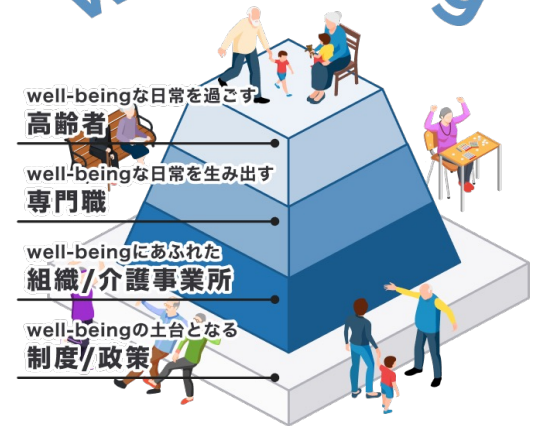 well-beingな日常を過ごす
高齢者
well-beingな日常を生み出す
専門職
well-beingにあふれた
組織/介護事業所
well-beingの土台となる
制度/政策